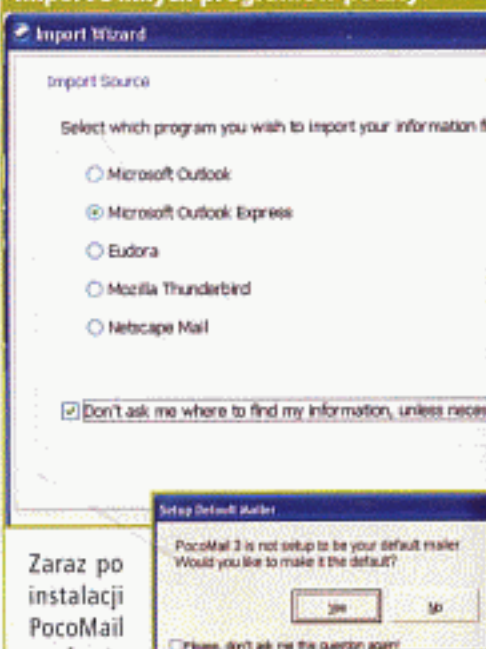 Import Wizard
Import Source
Select which program you wish to import your information
Microsoft Outlook
Microsoft Outlook Express
Eudora
Mozilla Thunderbird
Netscape Mail
Don't ask me where to find my information, unless
Setup Default Mailer
PocoMail 3 is not setup to be your default mailer
Would you like to make it the default?
Yes No
Please, don't ask me this question again!
Zaraz po
instalacji
PocoMail